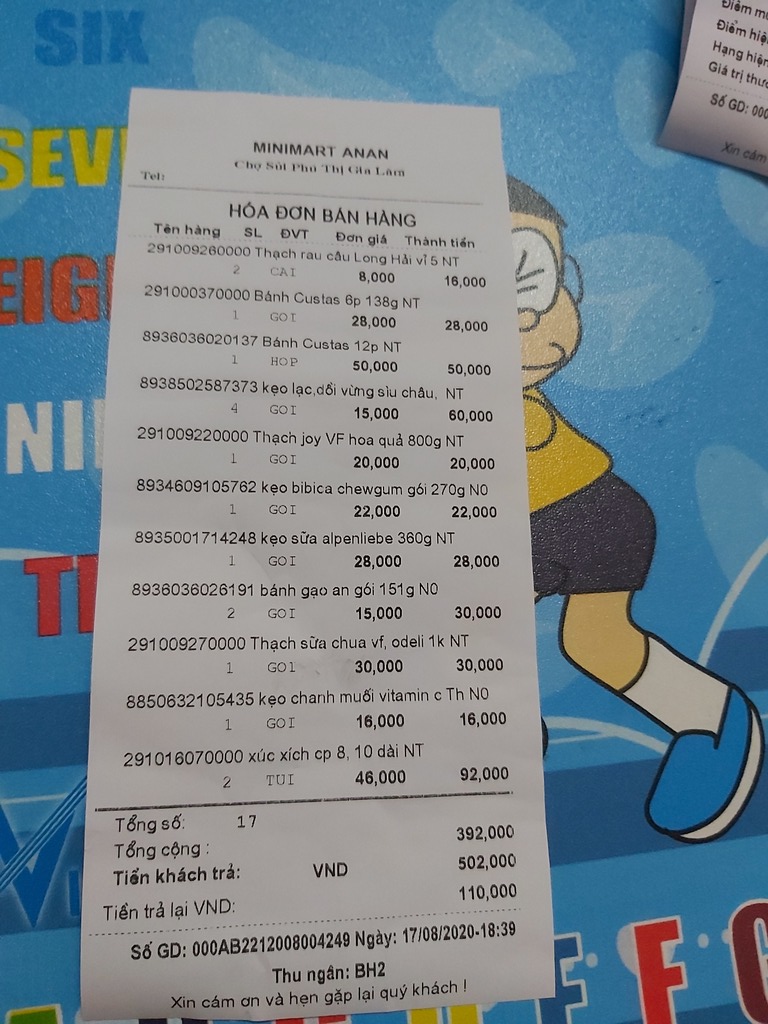 SIX
SEVE
EIGH
NI
TE
F
MINIMART ANAN
Chợ Sủi Phú Thị Gia Lâm
Tel:
HÓA ĐƠN BÁN HÀNG
Tên hàng SL ĐVT Đơn giá Thành tiền
291009260000 Thạch rau câu Long Hải vỉ 5 NT
2 CAI 8,000 16,000
291000370000 Bánh Custas 6p 138g NT
1 GOI 28,000 28,000
8936036020137 Bánh Custas 12p NT
1 HOP 50,000 50,000
8938502587373 kẹo lạc,dồi vừng sìu châu, NT
4 GOI 15,000 60,000
291009220000 Thạch joy VF hoa quả 800g NT
1 GOI 20,000 20,000
8934609105762 kẹo bibica chewgum gói 270g N0
1 GOI 22,000 22,000
8935001714248 kẹo sữa alpenliebe 360g NT
1 GOI 28,000 28,000
8936036026191 bánh gạo an gói 151g N0
2 GOI 15,000 30,000
291009270000 Thạch sữa chua vf, odeli 1k NT
1 GO1 30,000 30,000
8850632105435 kẹo chanh muối vitamin c Th N0
1 GOI 16,000 16,000
291016070000 xúc xích cp 8, 10 dài NT
2 TUI 46,000 92,000
Tổng số: 17
Tổng cộng : 392,000
Tiền khách trả: VND 502,000
Tiền trả lại VND: 110,000
Số GD: 000AB2212008004249 Ngày: 17/08/2020-18:39
Thu ngân: BH2
Xin cám ơn và hẹn gặp lại quý khách !
Điểm
Điểm hiệ
Hạng hiện
Giá trị thư
Số GD: 000
Xin cám